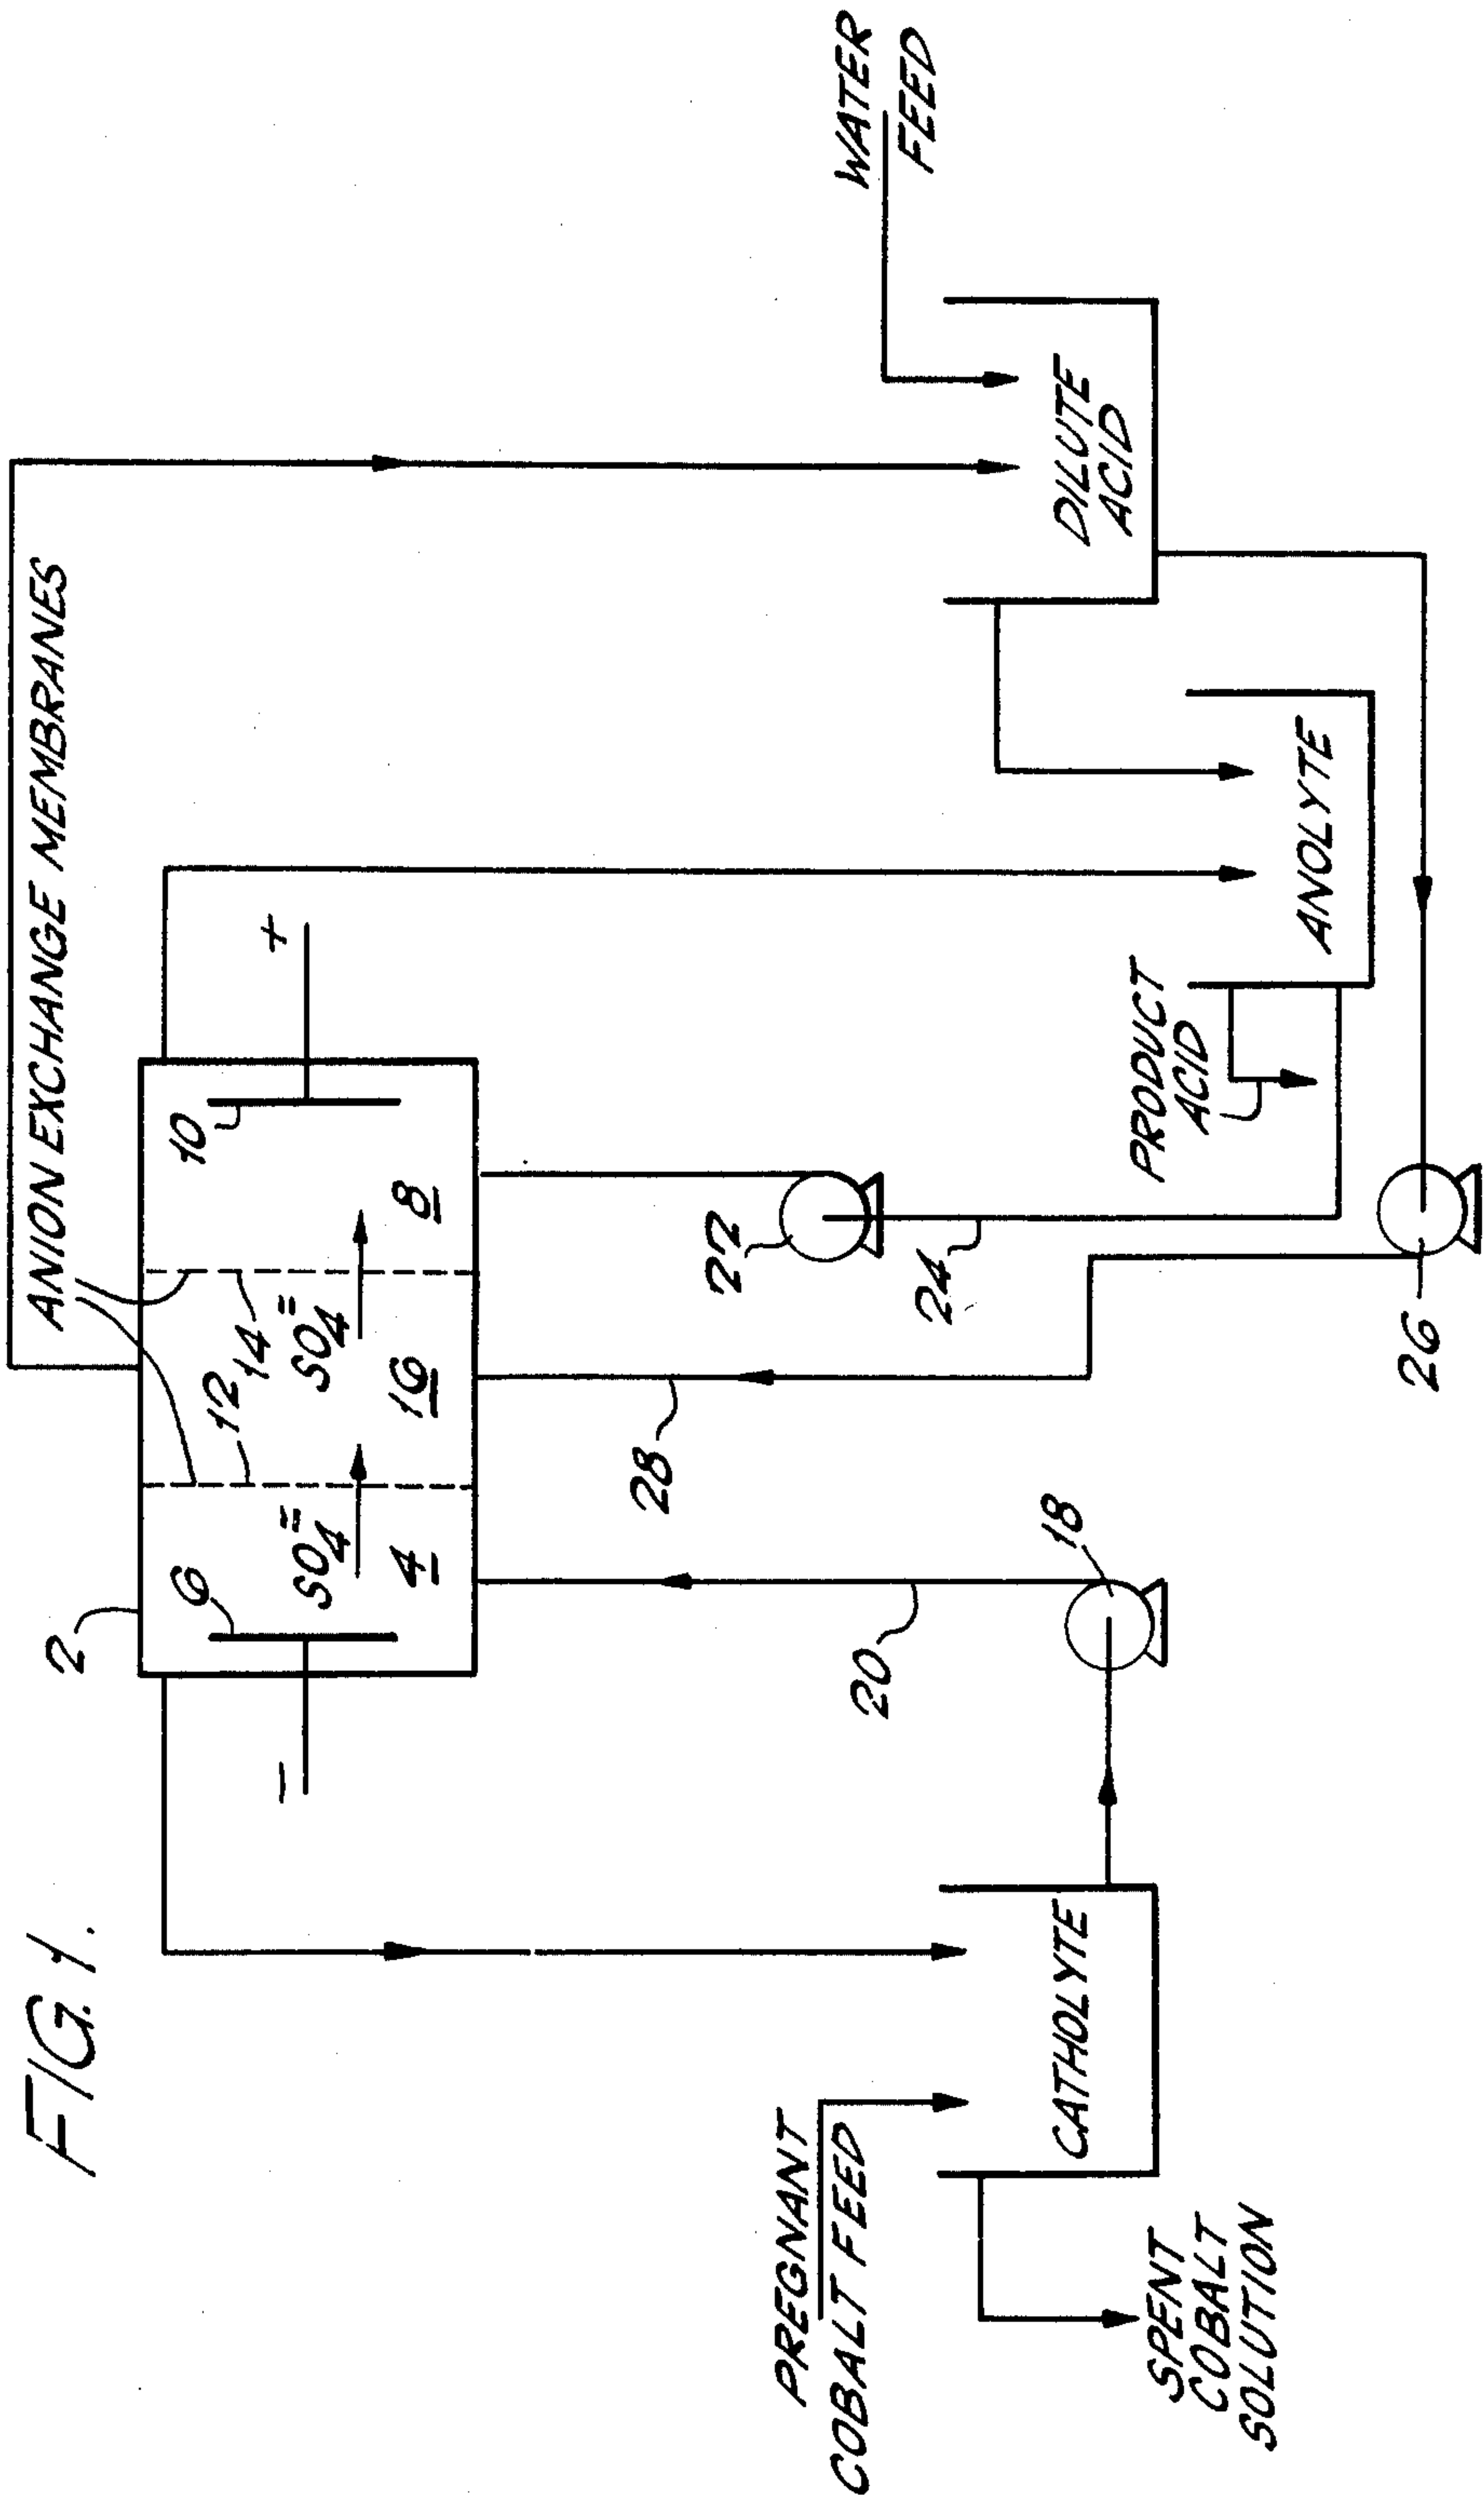 FIG. 1.
ANION EXCHANGE MEMBRANES
2
6
10
12
14
SO4=
SO4=
4
16
8
-
+
WATER
FEED
PREGNANT
COBALT FEED
20
28
22
24
18
DILUTE
ACID
CATHOLYTE
PRODUCT
ACID
ANOLYTE
SPENT
COBALT
SOLUTION
26